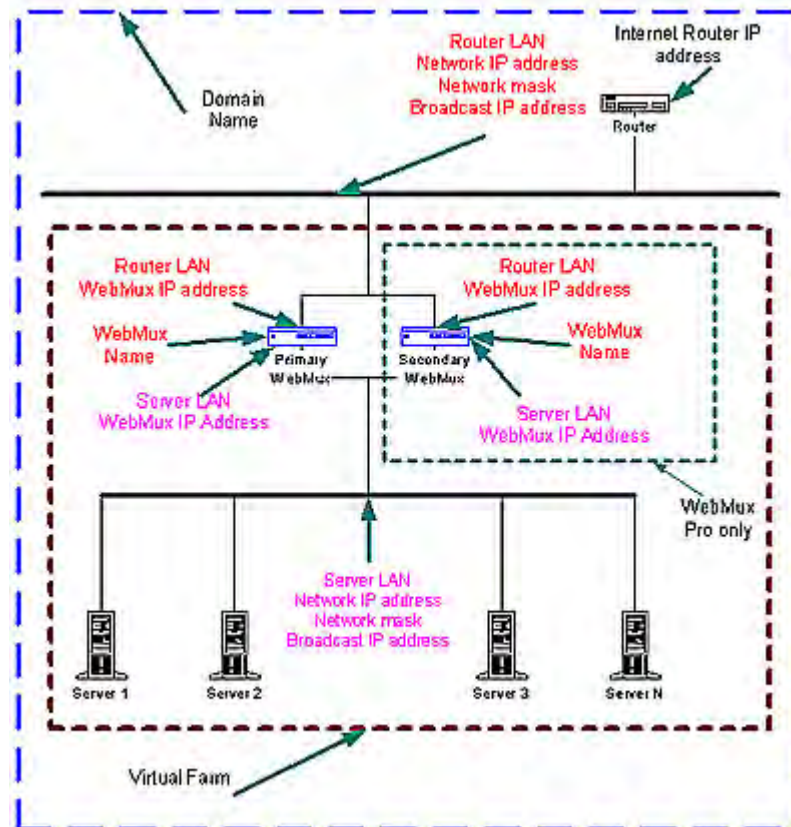 Router LAN
Network IP address
Network mask
Broadcast IP address
Internet Router IP
address
Domain
Name
Router
Router LAN
WebMux IP address
Router LAN
WebMux IP address
WebMux
Name
WebMux
Name
Primary
WebMux
Secondary
WebMux
Server LAN
WebMux IP Address
Server LAN
WebMux IP Address
WebMux
Pro only
Server LAN
Network IP address
Network mask
Broadcast IP address
Server 1
Server 2
Server 3
Server N
Virtual Farm